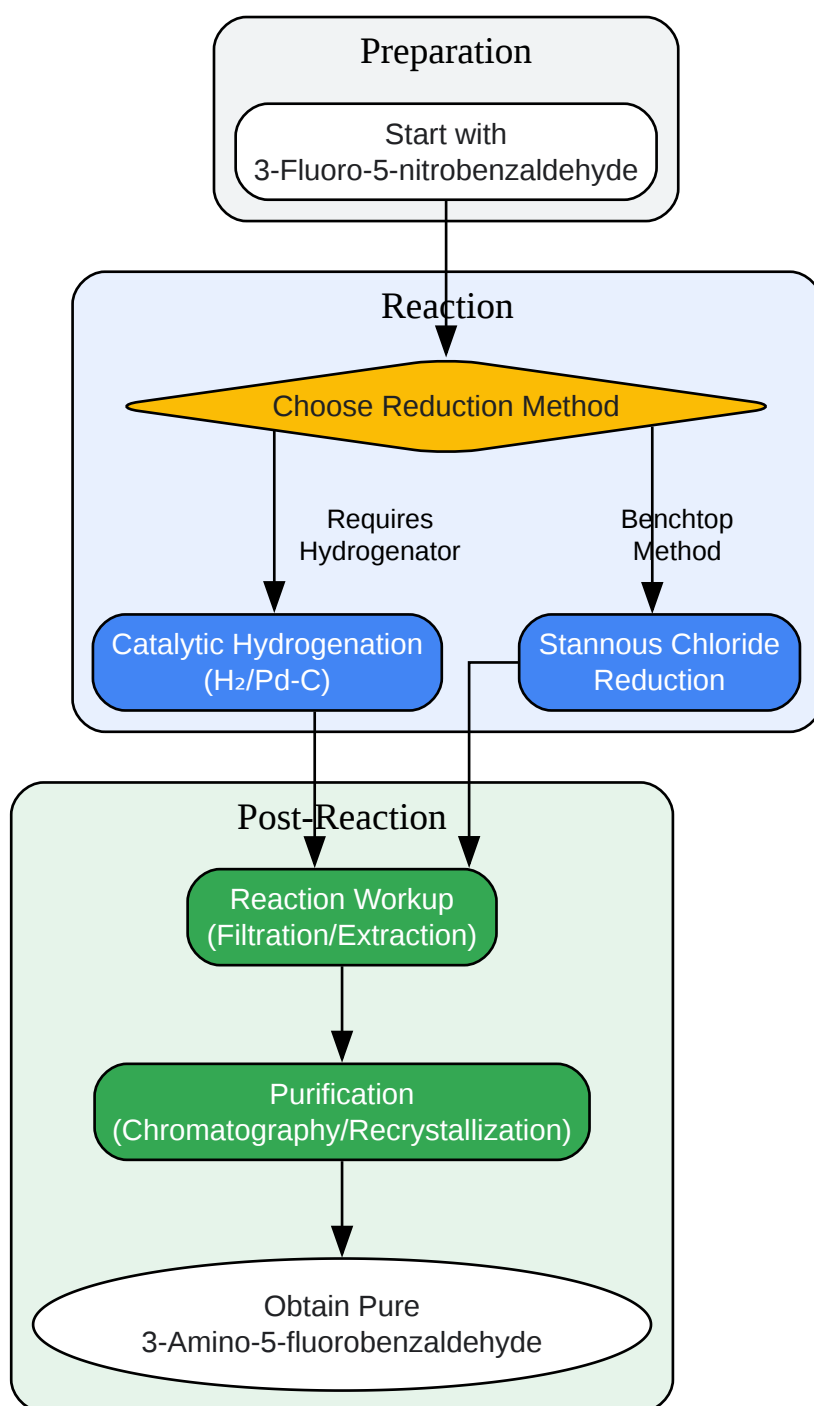 Preparation
Start with
3-Fluoro-5-nitrobenzaldehyde
Reaction
Choose Reduction Method
Requires
Hydrogenator
Benchtop
Method
Catalytic Hydrogenation
(H₂/Pd-C)
Stannous Chloride
Reduction
Post-Reaction
Reaction Workup
(Filtration/Extraction)
Purification
(Chromatography/Recrystallization)
Obtain Pure
3-Amino-5-fluorobenzaldehyde